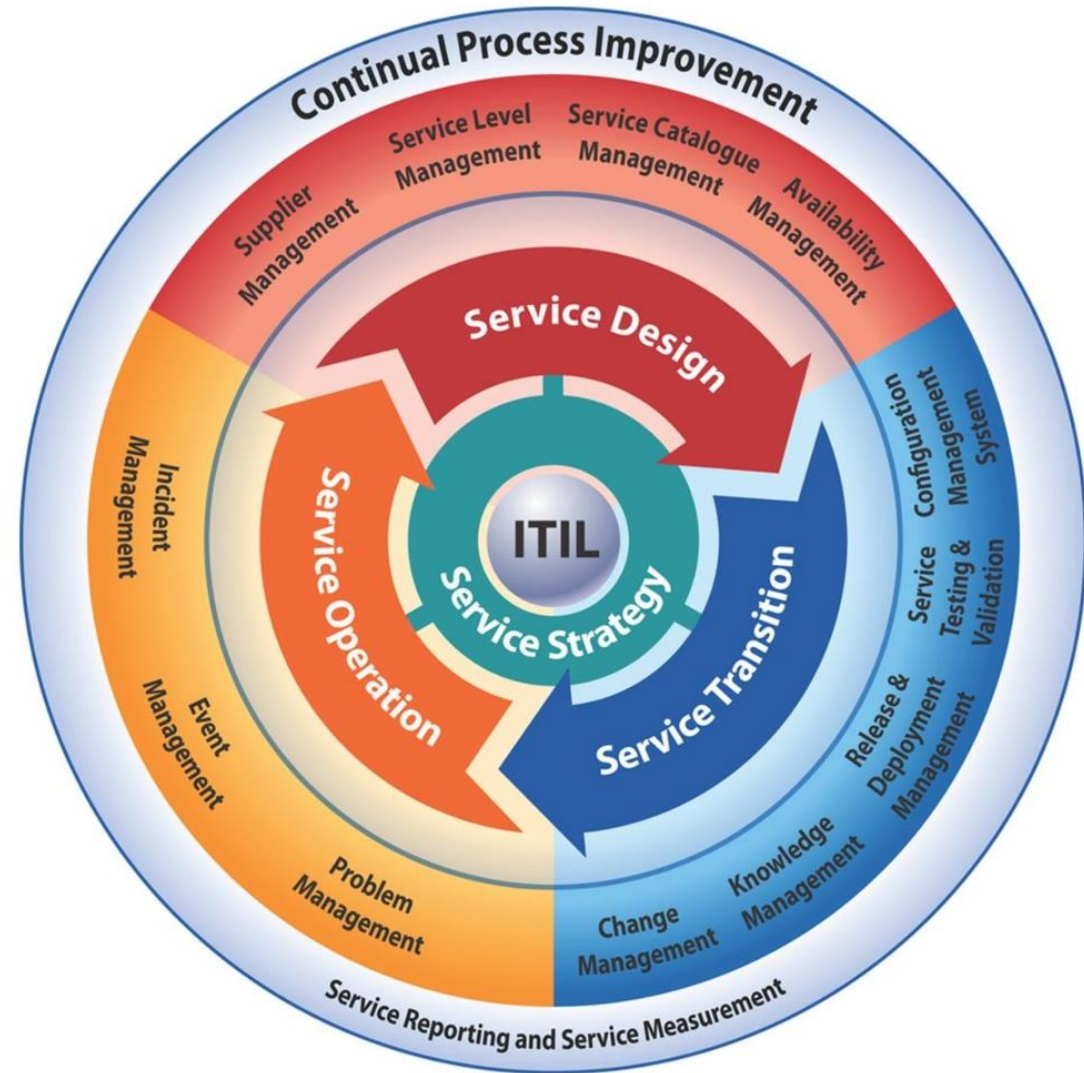 Continual Process Improvement
Supplier
Management
Service Level
Management
Service Catalogue
Management
Availability
Management
Configuration
Management
System
Service
Testing &
Validation
Release &
Deployment
Management
Knowledge
Management
Change
Management
Problem
Management
Event
Management
Incident
Management
Service Design
Service Transition
Service Operation
Service Strategy
ITIL
Service Reporting and Service Measurement